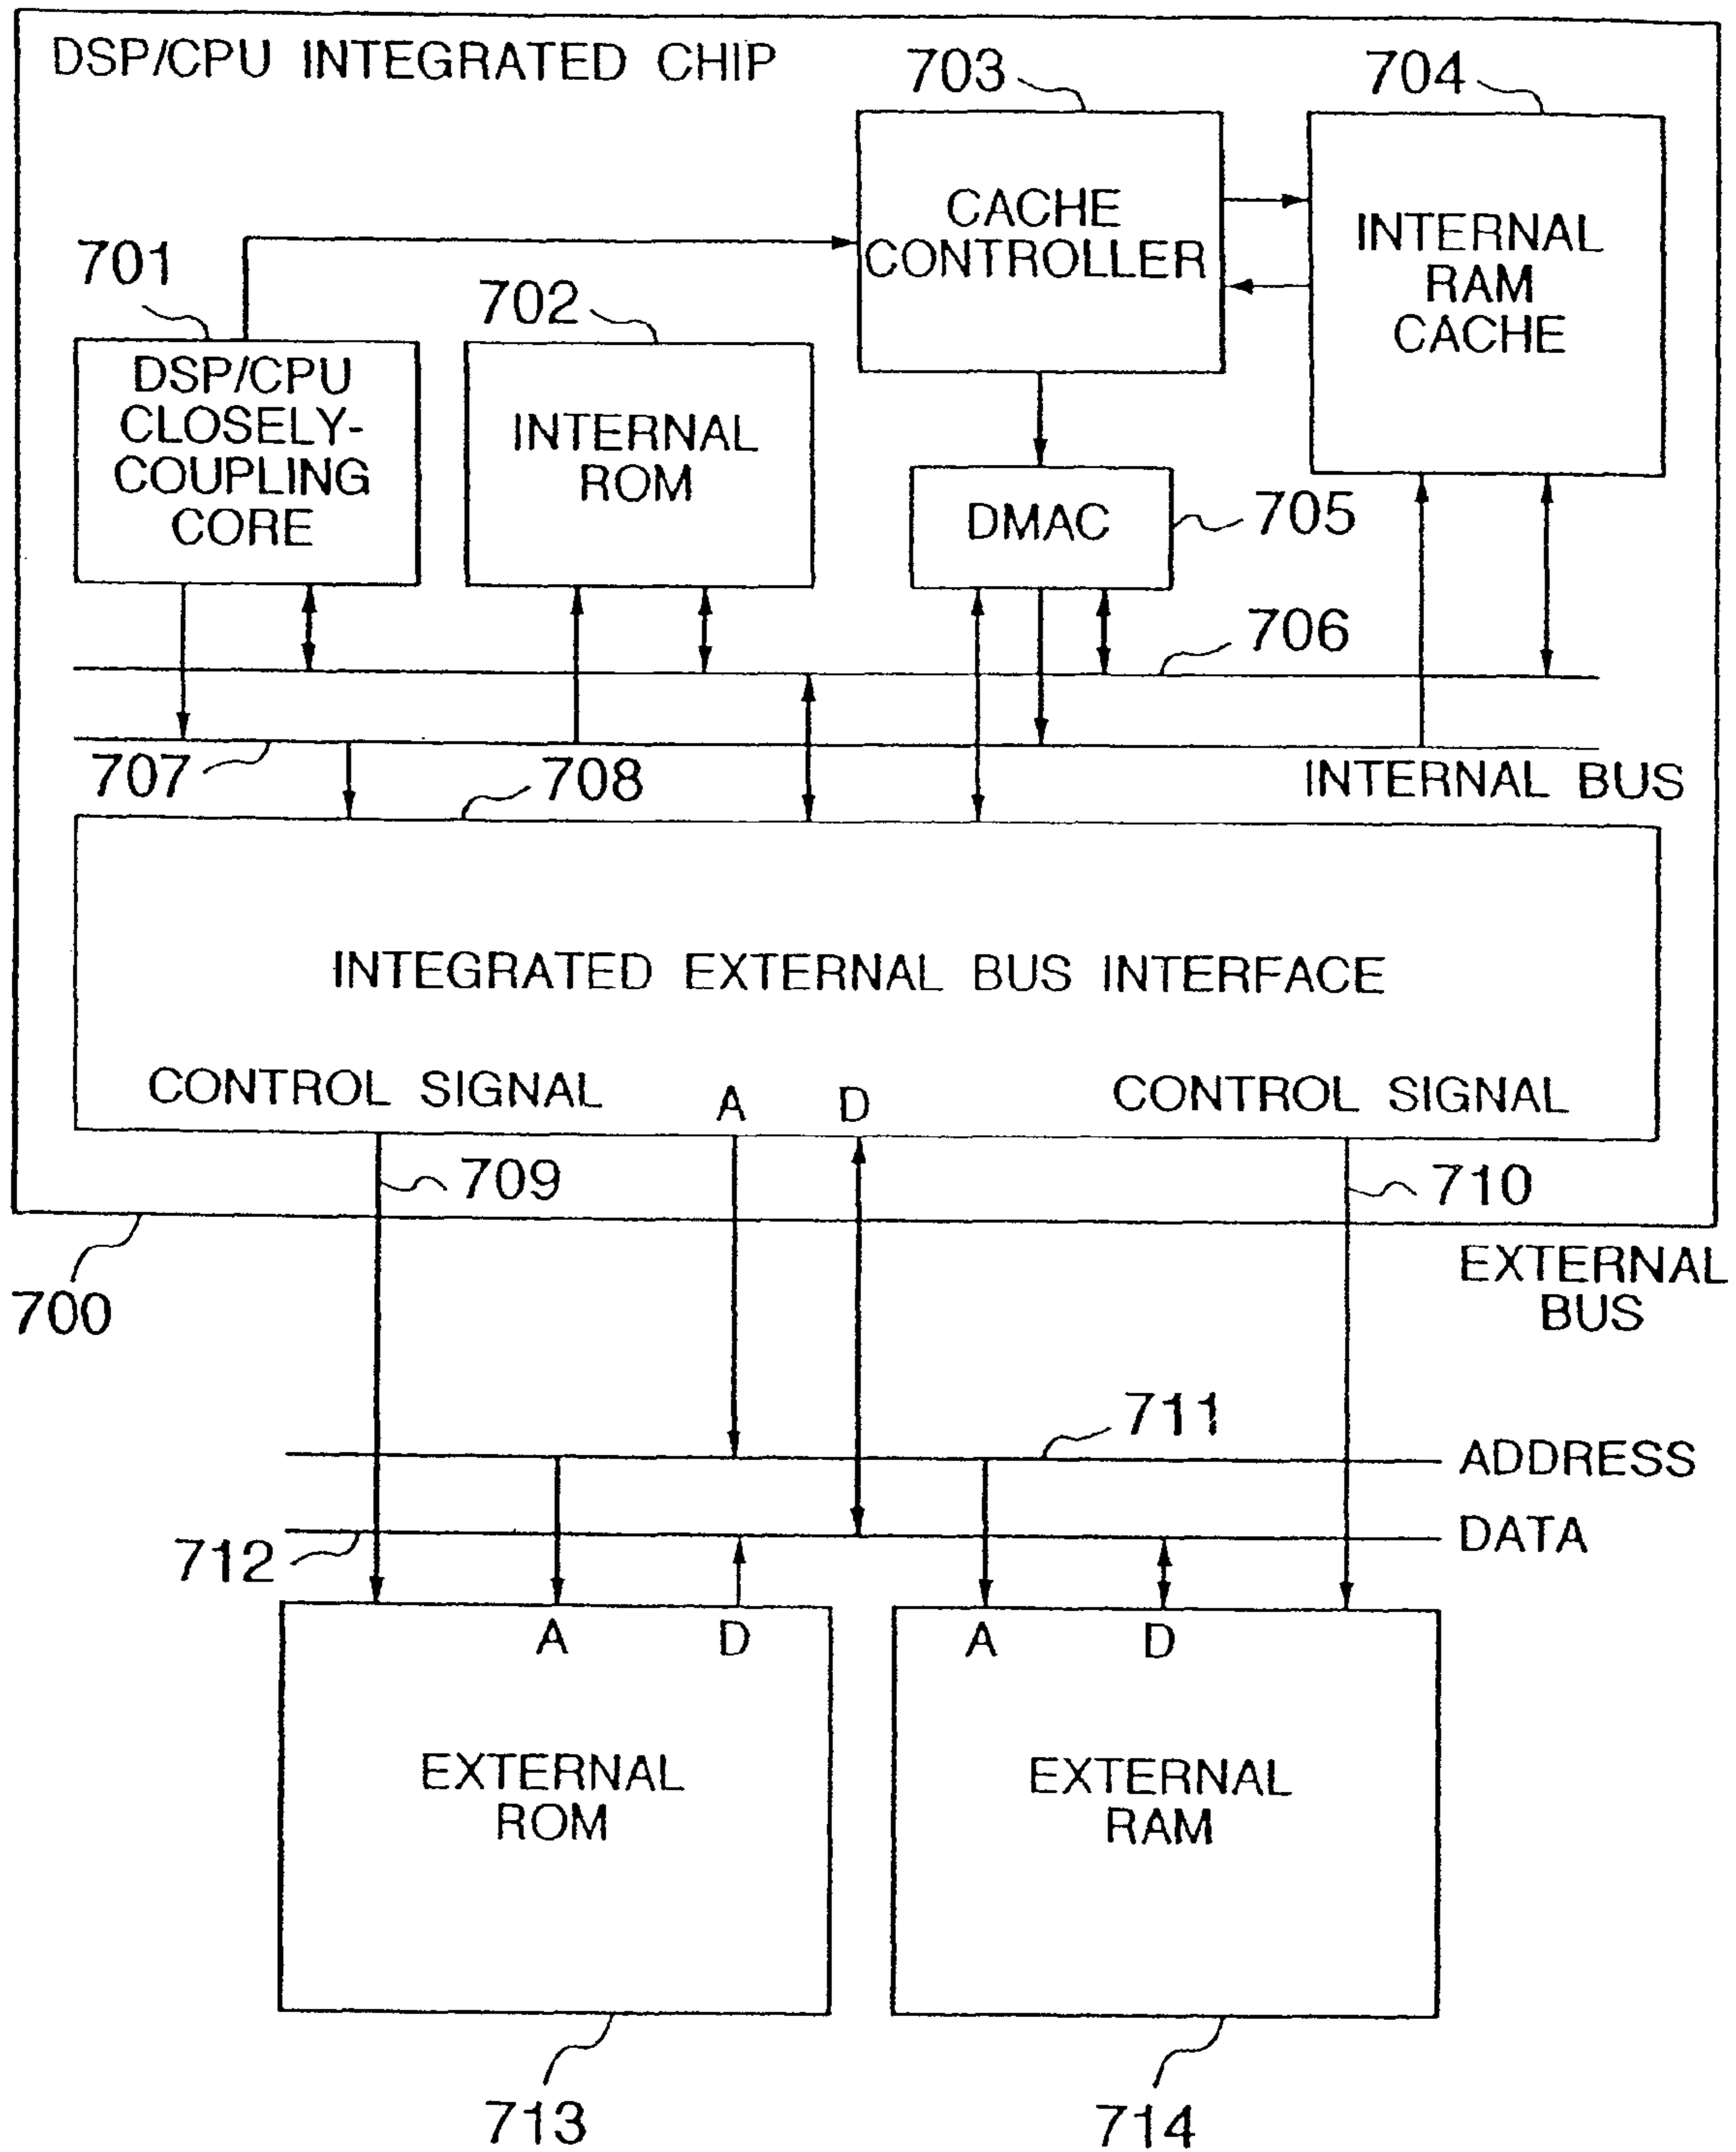 DSP/CPU INTEGRATED CHIP
703
704
CACHE
CONTROLLER
INTERNAL
RAM
CACHE
701
702
DSP/CPU
CLOSELY-
COUPLING
CORE
INTERNAL
ROM
DMAC
705
706
707
708
INTERNAL BUS
INTEGRATED EXTERNAL BUS INTERFACE
CONTROL SIGNAL
A
D
CONTROL SIGNAL
709
710
700
EXTERNAL
BUS
711
ADDRESS
712
DATA
A
D
A
D
EXTERNAL
ROM
EXTERNAL
RAM
713
714